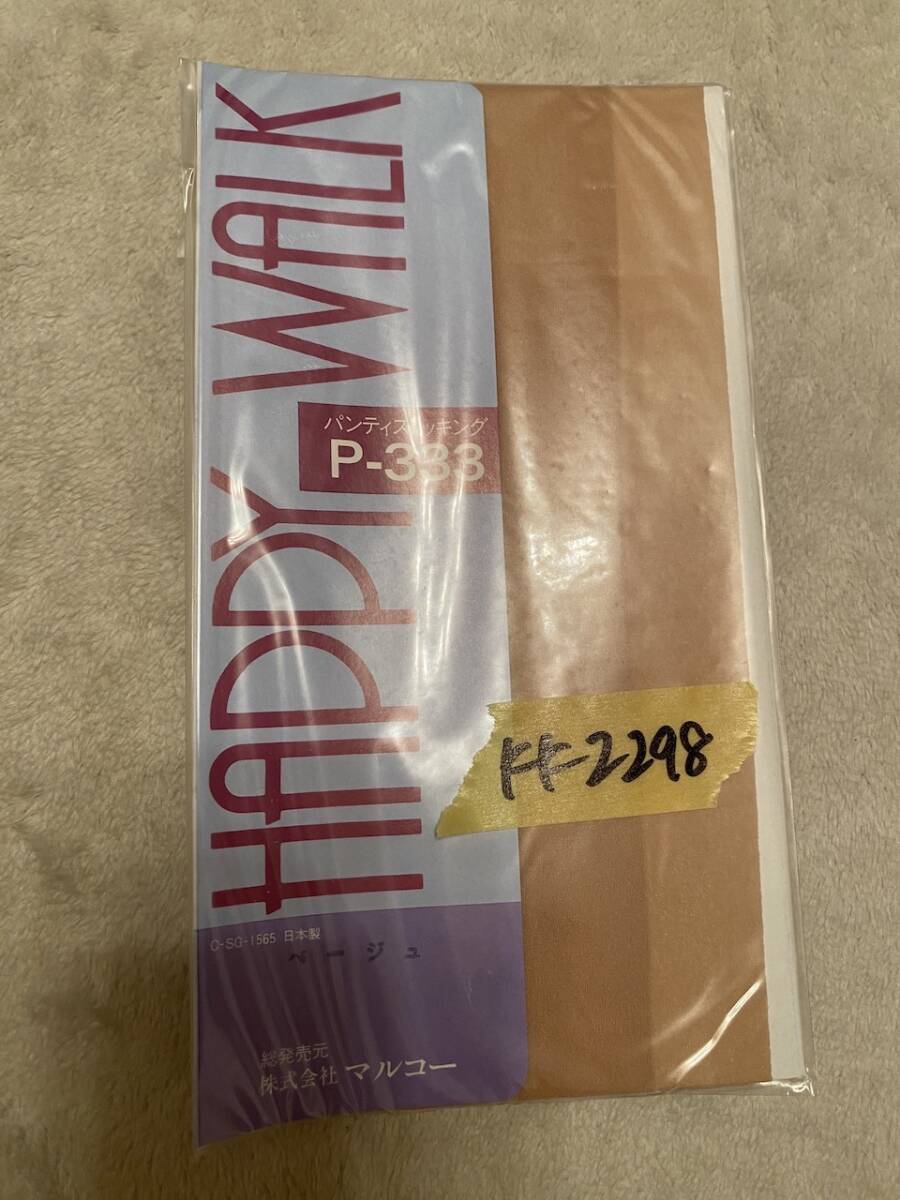 HAPPY WALK
パンティストッキング
P-333
KK-2298
C-SG-1565 日本製
ベージュ
総発売元
株式会社 マルコー